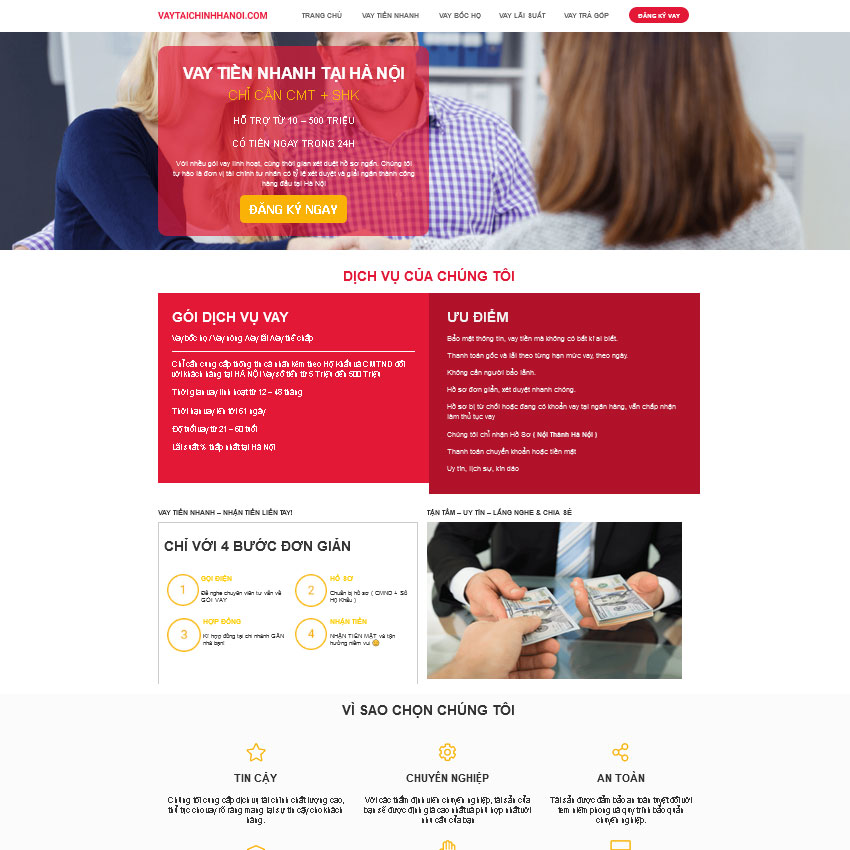 VAYTAICHINHHANOI.COM
TRANG CHỦ
VAY TIỀN NHANH
VAY BỐC HỌ
VAY LÃI SUẤT
VAY TRẢ GÓP
ĐĂNG KÝ VAY
VAY TIỀN NHANH TẠI HÀ NỘI
CHỈ CẦN CMT + SHK
HỖ TRỢ TỪ 10 – 500 TRIỆU
CÓ TIỀN NGAY TRONG 24H
Với nhiều gói vay linh hoạt, cùng thời gian xét duệt hồ sơ ngắn. Chúng tôi
tự hào là đơn vị tài chính tư nhân có tỷ lệ xét duyệt và giải ngân thành công
hàng đầu tại Hà Nội
ĐĂNG KÝ NGAY
DỊCH VỤ CỦA CHÚNG TÔI
GÓI DỊCH VỤ VAY
Vay bốc họ / Vay nóng / Vay lãi / Vay thế chấp
Chỉ cần cung cấp thông tin cá nhân kèm theo Hộ Khẩu và CMTND đối
với khách hàng tại HÀ NỘI Vay số tiền từ 5 Triệu đến 500 Triệu
Thời gian vay linh hoạt từ 12 – 48 tháng
Thời hạn vay lên tới 61 ngày
Độ tuổi vay từ 21 – 60 tuổi
Lãi suất % thấp nhất tại Hà Nội
ƯU ĐIỂM
Bảo mật thông tin, vay tiền mà không có bất kì ai biết.
Thanh toán gốc và lãi theo từng hạn mức vay, theo ngày.
Không cần người bảo lãnh.
Hồ sơ đơn giản, xét duyệt nhanh chóng.
Hồ sơ bị từ chối hoặc đang có khoản vay tại ngân hàng, vẫn chấp nhận
làm thủ tục vay
Chúng tôi chỉ nhận Hồ Sơ ( Nội Thành Hà Nội )
Thanh toán chuyển khoản hoặc tiền mặt
Uy tín, lịch sự, kín đáo
VAY TIỀN NHANH – NHẬN TIỀN LIỀN TAY!
CHỈ VỚI 4 BƯỚC ĐƠN GIẢN
1
GỌI ĐIỆN
Để nghe chuyên viên tư vấn về
GÓI VAY
2
HỒ SƠ
Chuẩn bị hồ sơ ( CMND + Sổ
Hộ Khẩu )
3
HỢP ĐỒNG
Kí hợp đồng tại chi nhánh GẦN
nhà bạn!
4
NHẬN TIỀN
NHẬN TIỀN MẶT và tận
hưởng niềm vui 🙂
TẬN TÂM – UY TÍN – LẮNG NGHE & CHIA SẺ
VÌ SAO CHỌN CHÚNG TÔI
TIN CẬY
Chúng tôi cung cấp dịch vụ tài chính chất lượng cao,
thủ tục cho vay rõ ràng mang lại sự tin cậy cho khách
hàng.
CHUYÊN NGHIỆP
Với các thẩm định viên chuyên nghiệp, tài sản của
bạn sẽ được định giá cao nhất và phù hợp nhất với
nhu cầu của bạn
AN TOÀN
Tài sản được đảm bảo an toàn tuyệt đối với
tem niêm phong và quy trình bảo quản
chuyên nghiệp.